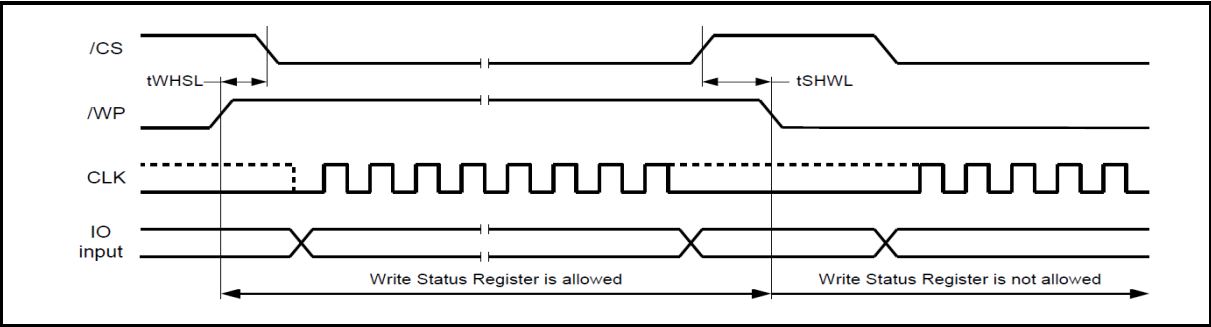 /CS
tWHSL
tSHWL
/WP
CLK
IO
input
Write Status Register is allowed
Write Status Register is not allowed